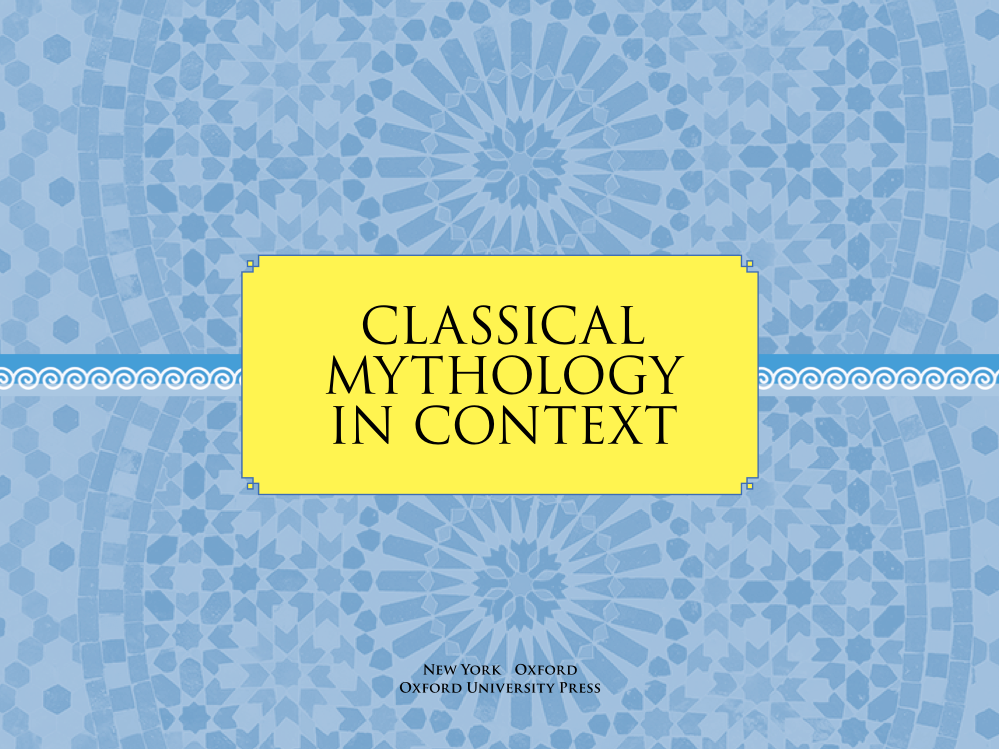 CLASSICAL
MYTHOLOGY
IN CONTEXT
New York Oxford
Oxford University Press